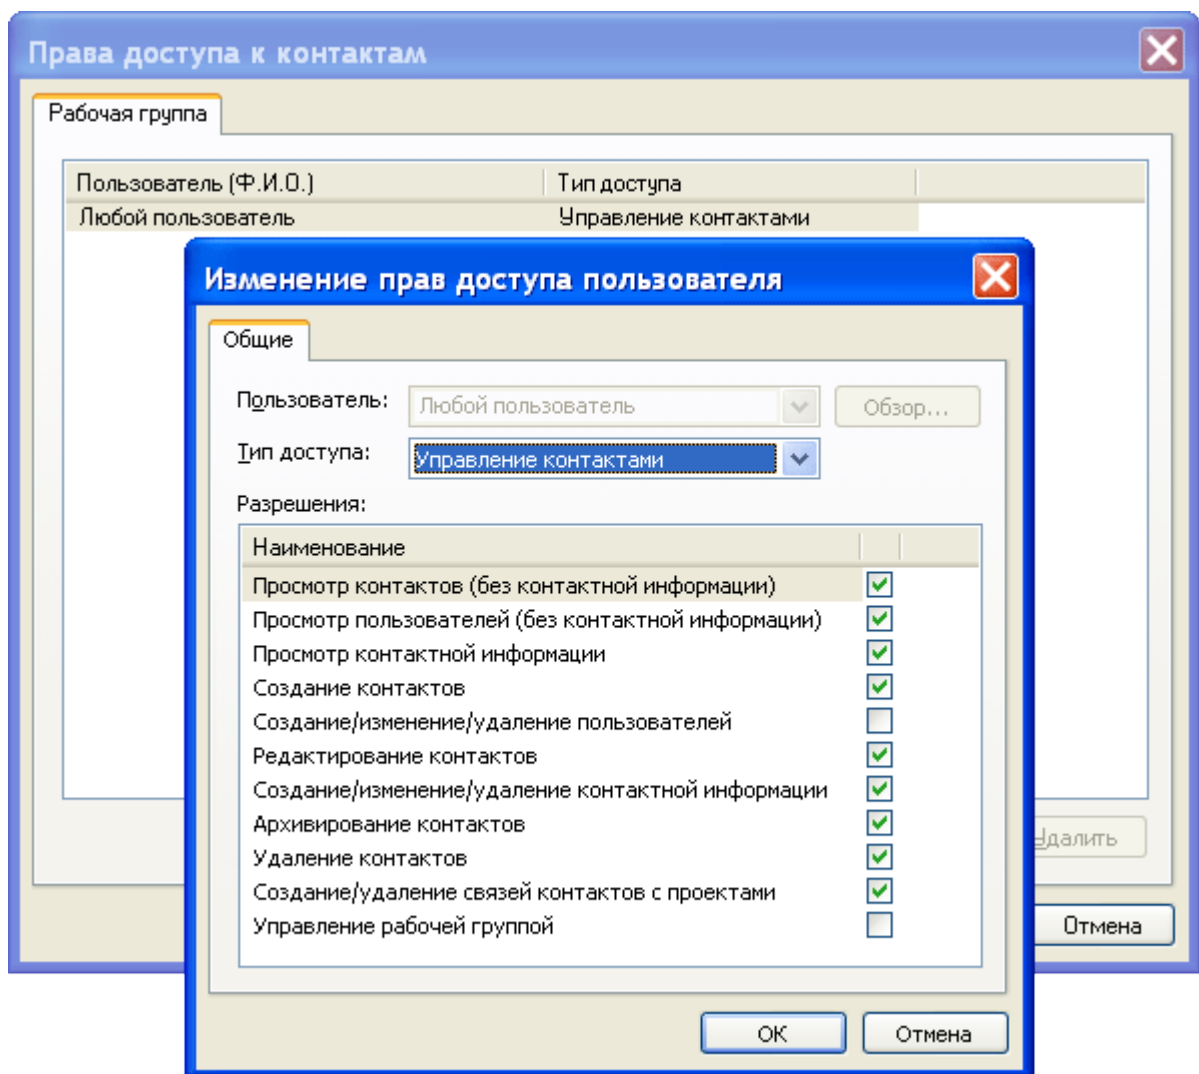 Права доступа к контактам
Рабочая группа
Пользователь (Ф.И.О.) Тип доступа
Любой пользователь Управление контактами
Изменение прав доступа пользователя
Общие
Пользователь: Любой пользователь Обзор...
Тип доступа: Управление контактами
Разрешения:
Наименование
Просмотр контактов (без контактной информации)
Просмотр пользователей (без контактной информации)
Просмотр контактной информации
Создание контактов
Создание/изменение/удаление пользователей
Редактирование контактов
Создание/изменение/удаление контактной информации
Архивирование контактов
Удалить
Удаление контактов
Создание/удаление связей контактов с проектами
Управление рабочей группой
Отмена
ОК Отмена